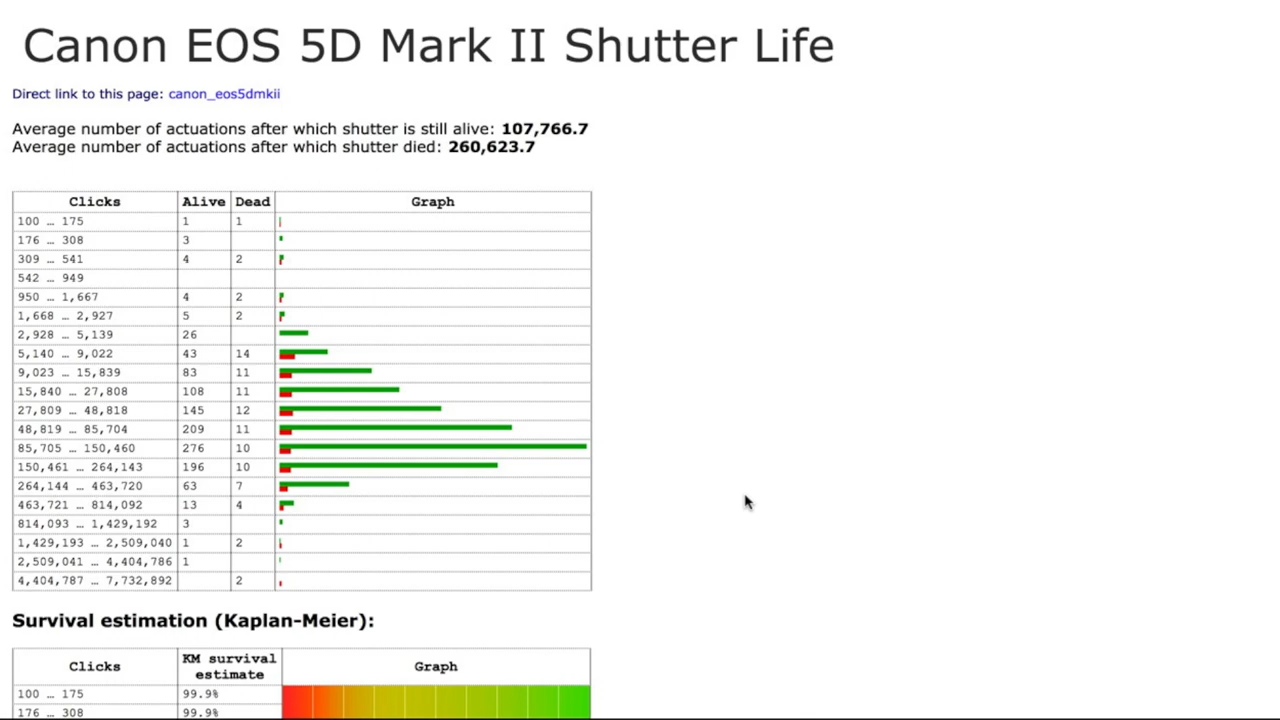 Canon EOS 5D Mark II Shutter Life
Direct link to this page: canon_eos5dmkii
Average number of actuations after which shutter is still alive: 107,766.7
Average number of actuations after which shutter died: 260,623.7
Clicks Alive Dead Graph
100 … 175 1 1
176 … 308 3
309 … 541 4 2
542 … 949
950 … 1,667 4 2
1,668 … 2,927 5 2
2,928 … 5,139 26
5,140 … 9,022 43 14
9,023 … 15,839 83 11
15,840 … 27,808 108 11
27,809 … 48,818 145 12
48,819 … 85,704 209 11
85,705 … 150,460 276 10
150,461 … 264,143 196 10
264,144 … 463,720 63 7
463,721 … 814,092 13 4
814,093 … 1,429,192 3
1,429,193 … 2,509,040 1 2
2,509,041 … 4,404,786 1
4,404,787 … 7,732,892 2
Survival estimation (Kaplan-Meier):
Clicks KM survival estimate Graph
100 … 175 99.9%
176 … 308 99.9%